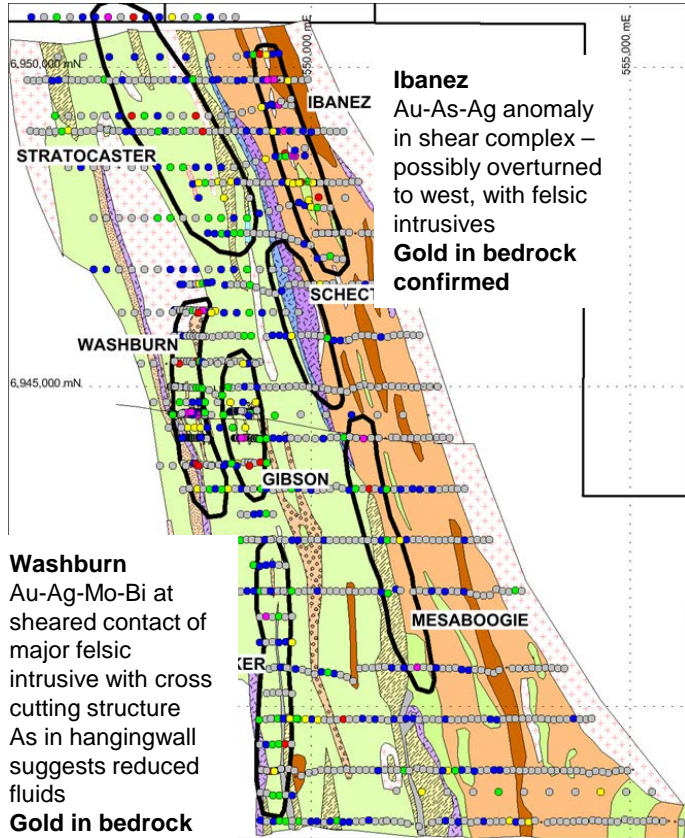 550,000 mE
555,000 mE
6,950,000 mN
IBANEZ
STRATOCASTER
Ibanez
Au-As-Ag anomaly
in shear complex –
possibly overturned
to west, with felsic
intrusives
Gold in bedrock
confirmed
SCHECT
WASHBURN
6,945,000 mN
GIBSON
Washburn
Au-Ag-Mo-Bi at
sheared contact of
major felsic
intrusive with cross
cutting structure
As in hangingwall
suggests reduced
fluids
Gold in bedrock
KER
MESABOOGIE